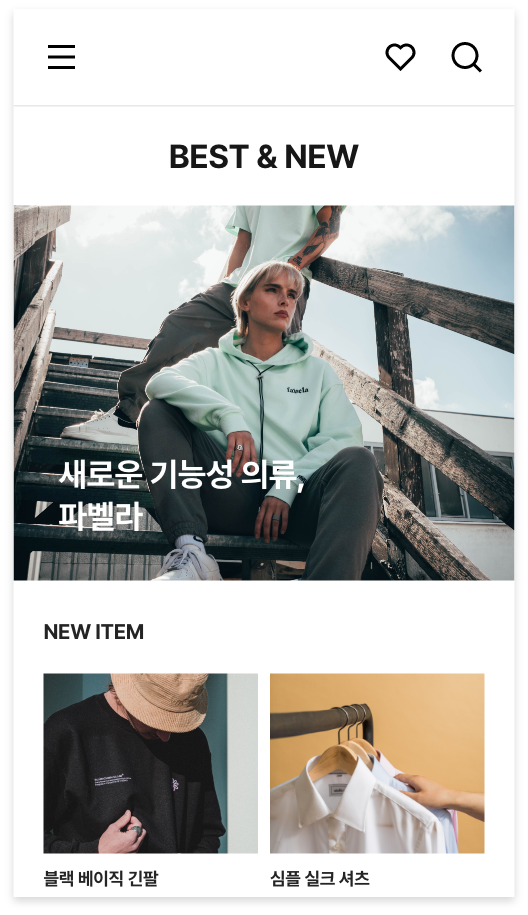 BEST & NEW
favela
새로운 기능성 의류,
파벨라
NEW ITEM
블랙 베이직 긴팔
심플 실크 셔츠